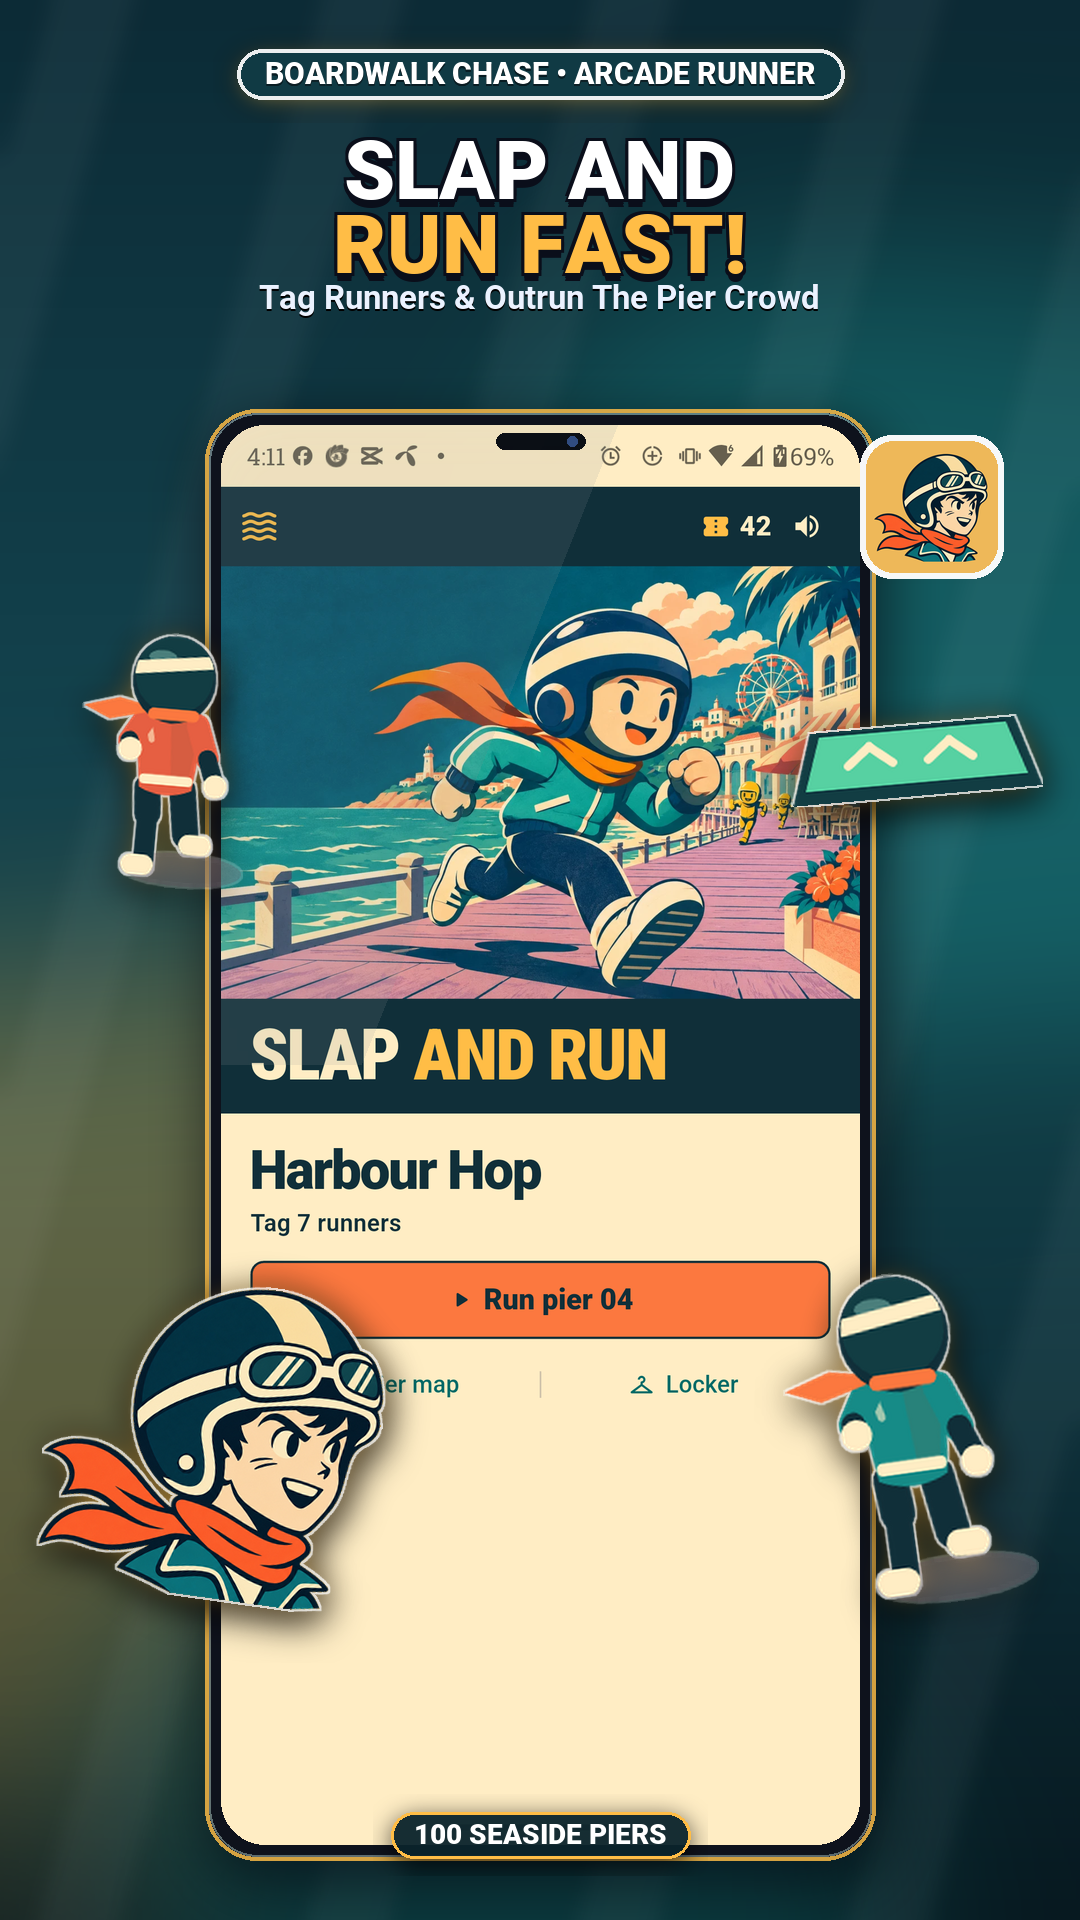 BOARDWALK CHASE • ARCADE RUNNER
SLAP AND
RUN FAST!
Tag Runners & Outrun The Pier Crowd
4:11
69%
42
SLAP AND RUN
Harbour Hop
Tag 7 runners
Run pier 04
er map
Locker
100 SEASIDE PIERS